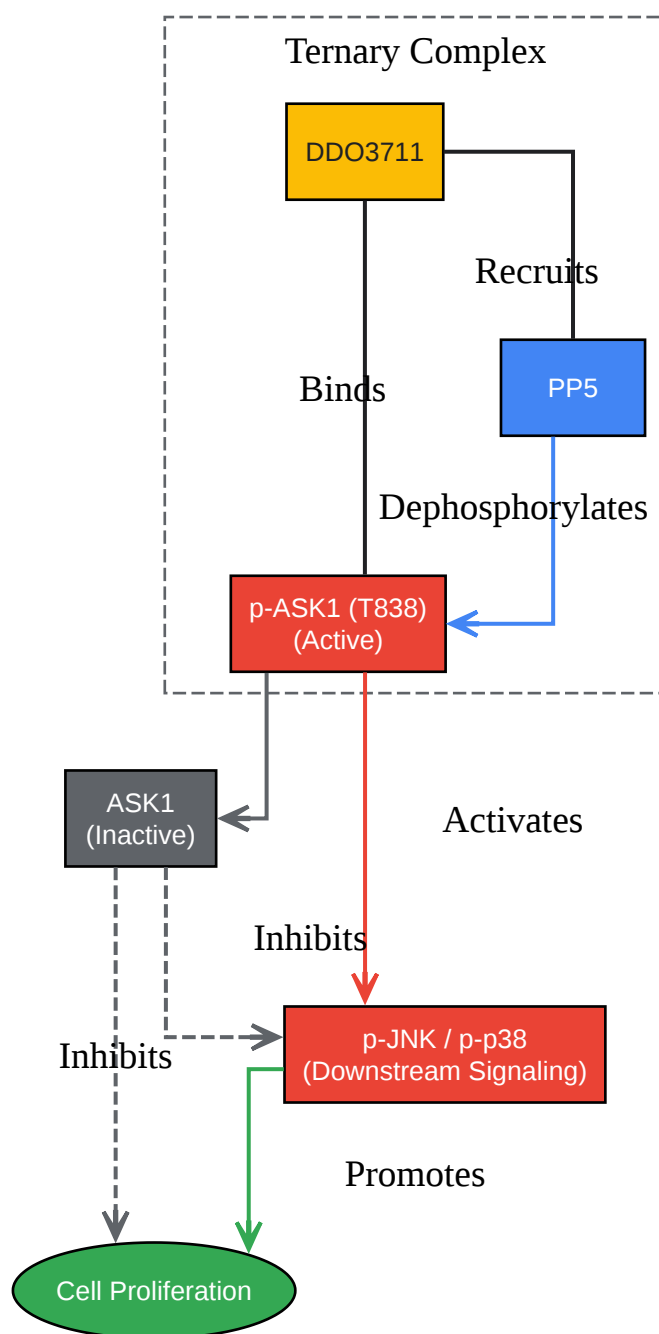 Ternary Complex
DDO3711
Recruits
PP5
Binds
Dephosphorylates
p-ASK1 (T838)
(Active)
ASK1
(Inactive)
Activates
Inhibits
p-JNK / p-p38
(Downstream Signaling)
Inhibits
Promotes
Cell Proliferation